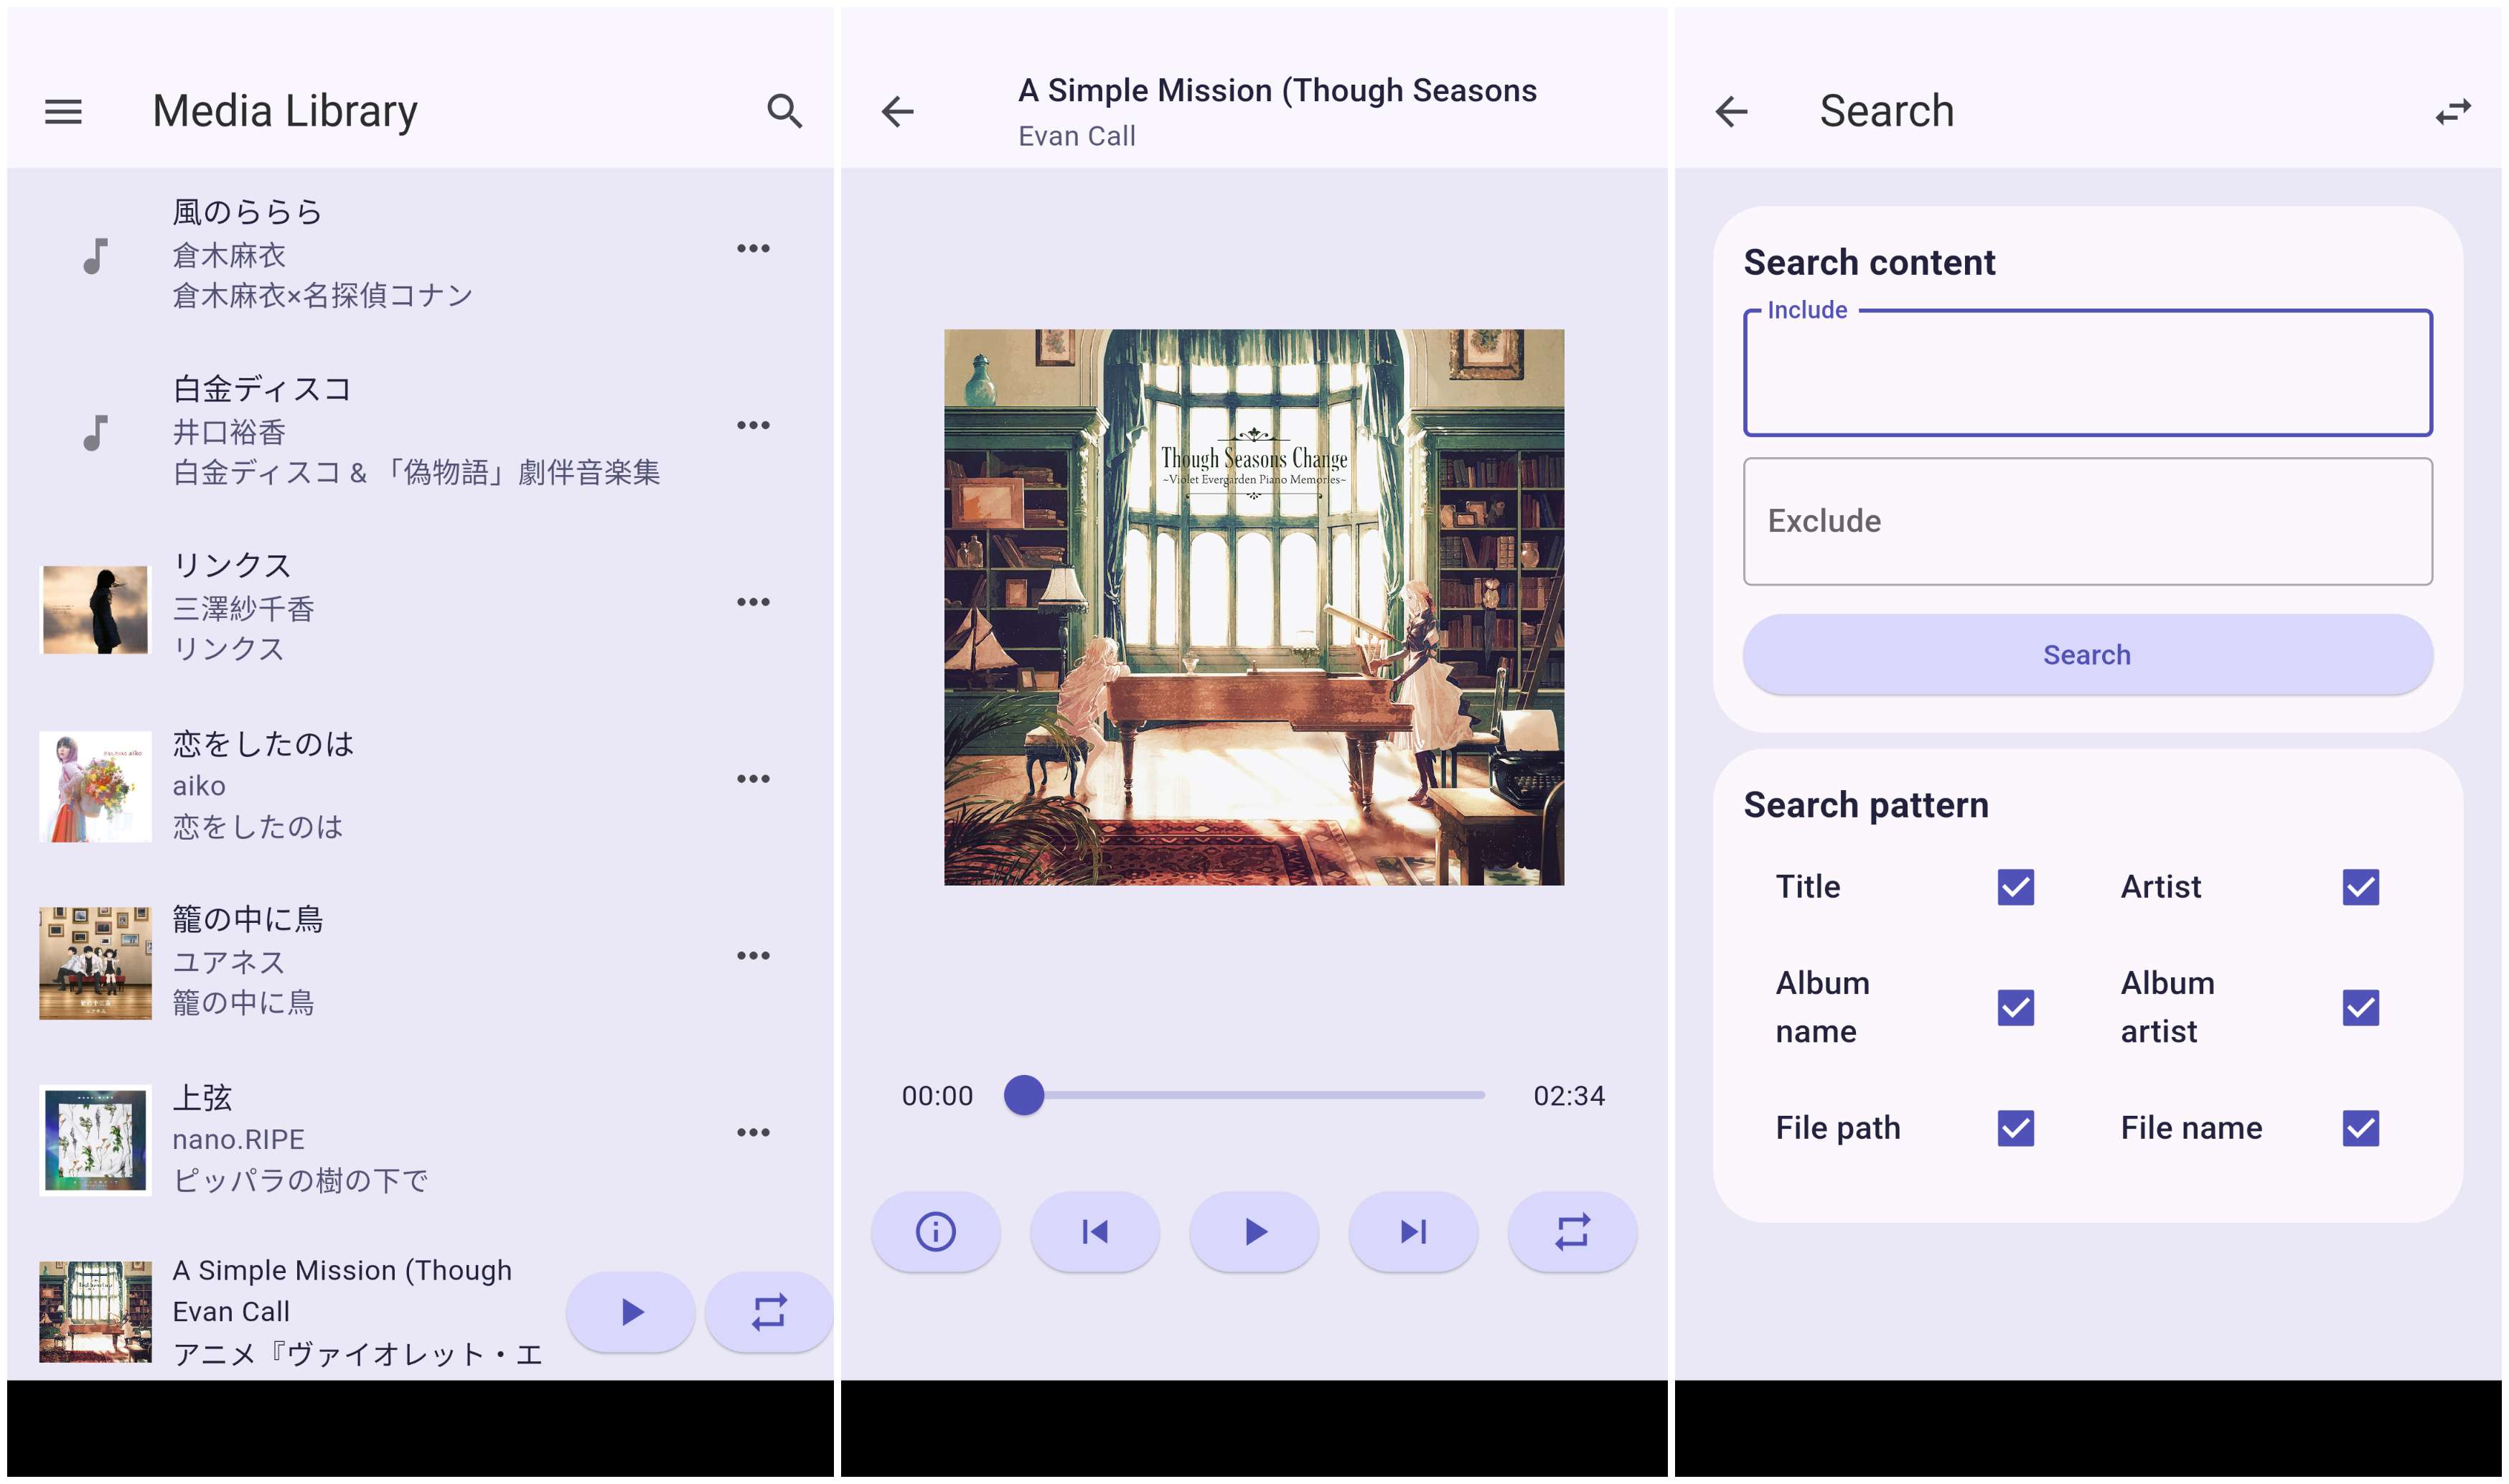 Media Library
風のららら
倉木麻衣
倉木麻衣×名探偵コナン
白金ディスコ
井口裕香
白金ディスコ & 「偽物語」劇伴音楽集
リンクス
三澤紗千香
リンクス
恋をしたのは
aiko
恋をしたのは
籠の中に鳥
ユアネス
籠の中に鳥
上弦
nano.RIPE
ピッパラの樹の下で
A Simple Mission (Though
Evan Call
アニメ『ヴァイオレット・エ
A Simple Mission (Though Seasons
Evan Call
Though Seasons Change
~Violet Evergarden Piano Memories~
00:00
02:34
Search
Search content
Include
Exclude
Search
Search pattern
Title
Artist
Album
name
Album
artist
File path
File name